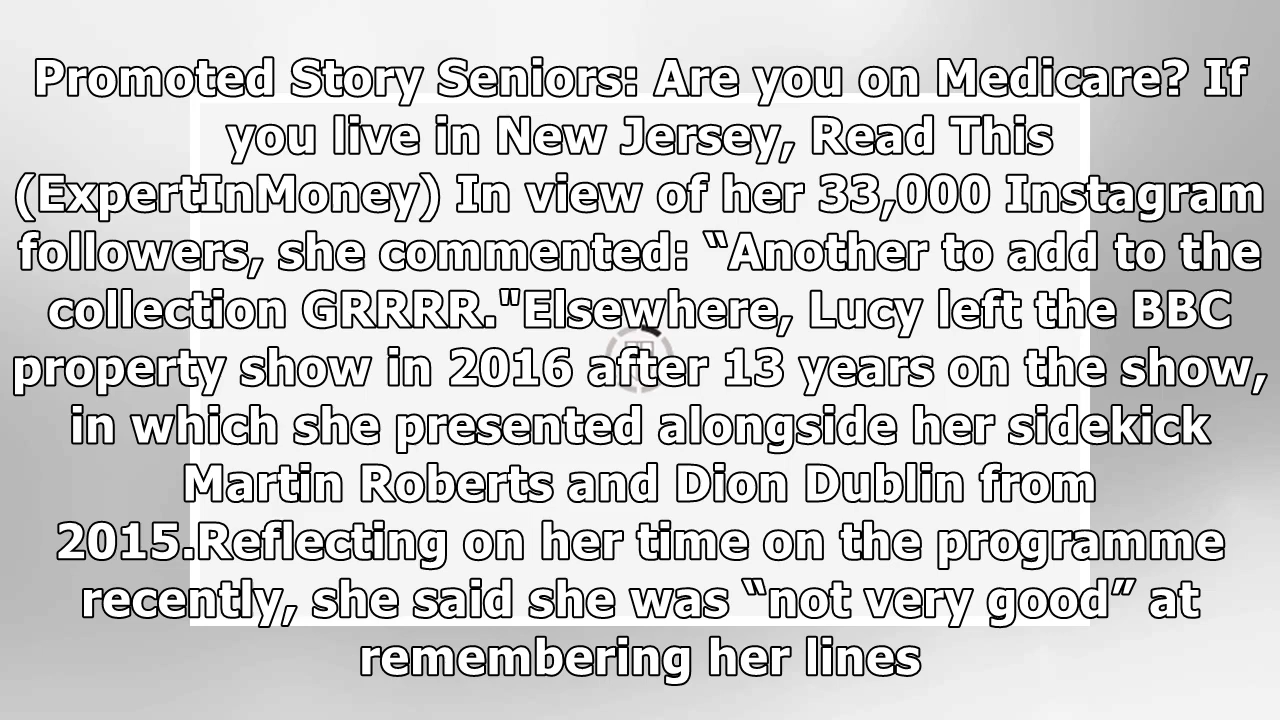 Promoted Story Seniors: Are you on Medicare? If
you live in New Jersey, Read This
(ExpertInMoney) In view of her 33,000 Instagram
followers, she commented: “Another to add to the
collection GRRRR."Elsewhere, Lucy left the BBC
property show in 2016 after 13 years on the show,
in which she presented alongside her sidekick
Martin Roberts and Dion Dublin from
2015.Reflecting on her time on the programme
recently, she said she was “not very good” at
remembering her lines